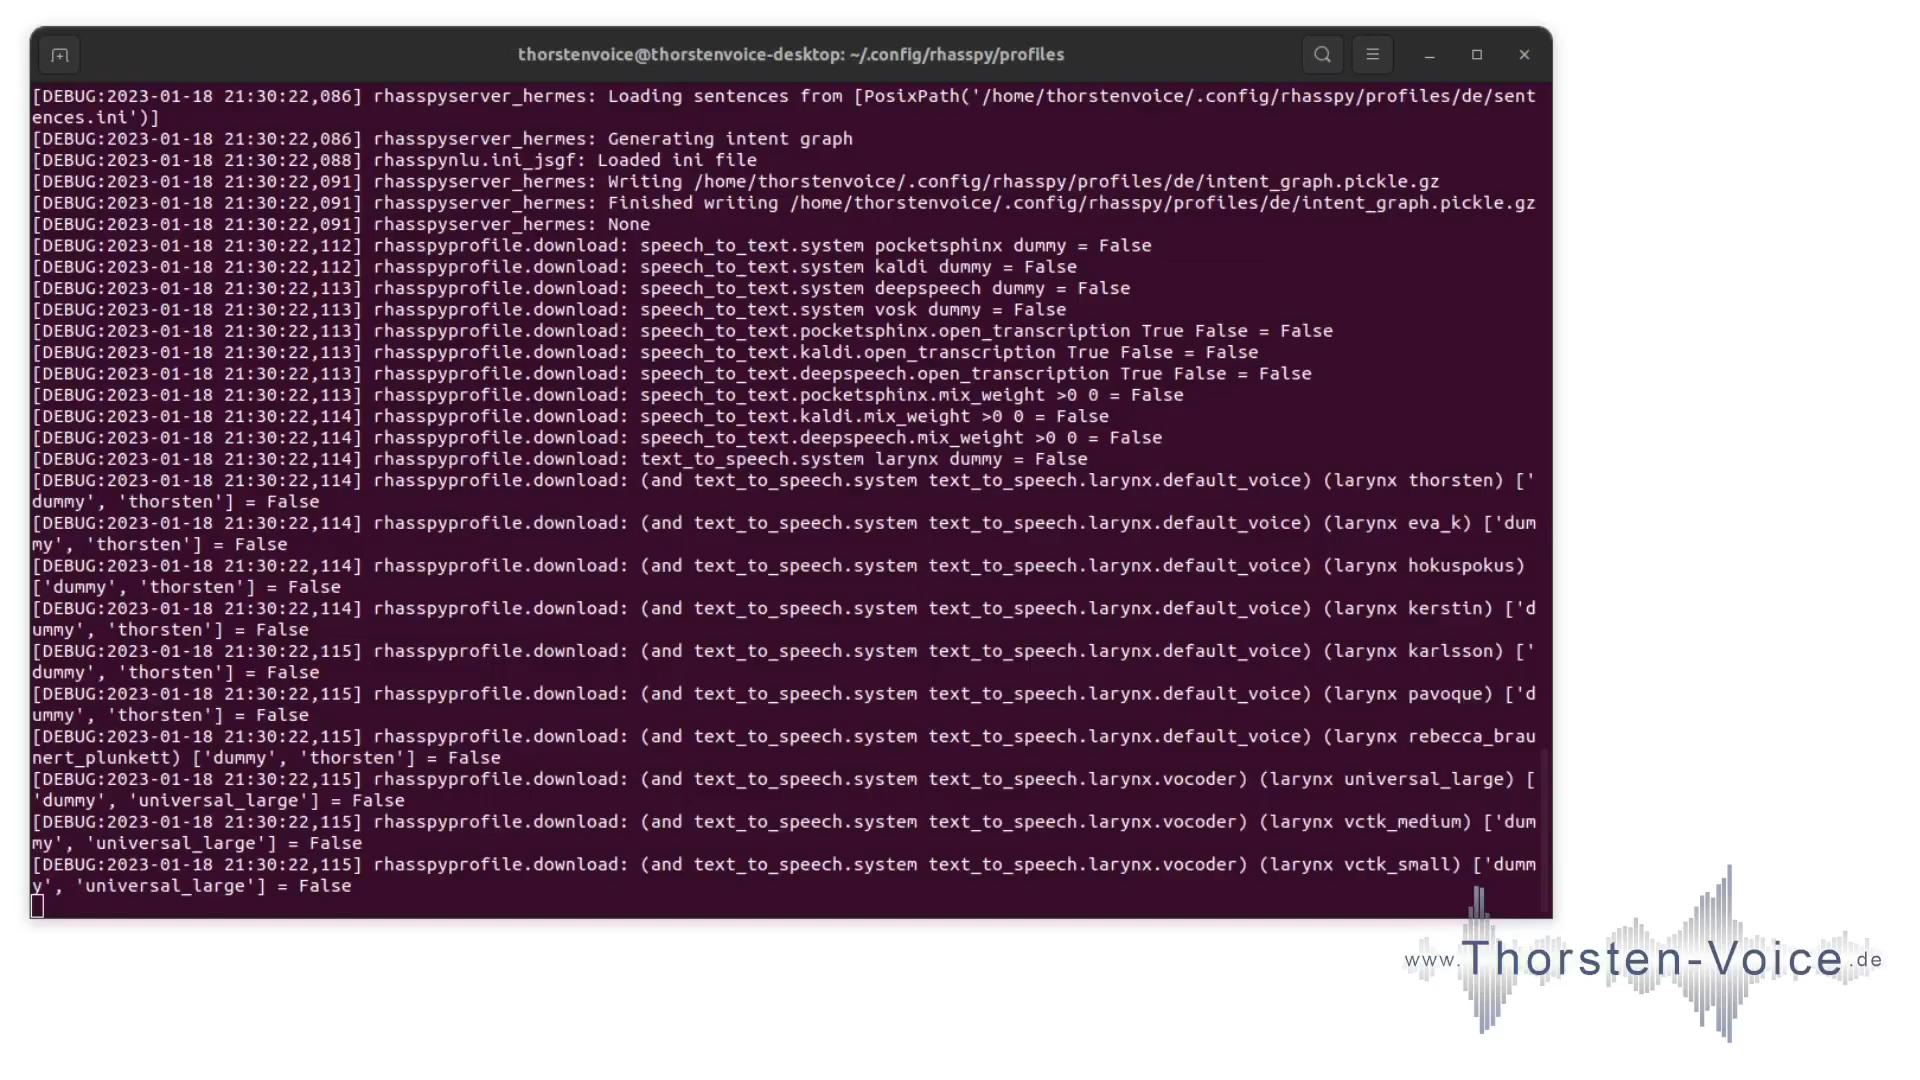 thorstenvoice@thorstenvoice-desktop: ~/.config/rhasspy/profiles
[DEBUG:2023-01-18 21:30:22,086] rhasspyserver_hermes: Loading sentences from [PosixPath('/home/thorstenvoice/.config/rhasspy/profiles/de/sent
ences.ini')]
[DEBUG:2023-01-18 21:30:22,086] rhasspyserver_hermes: Generating intent graph
[DEBUG:2023-01-18 21:30:22,088] rhasspynlu.ini_jsgf: Loaded ini file
[DEBUG:2023-01-18 21:30:22,091] rhasspyserver_hermes: Writing /home/thorstenvoice/.config/rhasspy/profiles/de/intent_graph.pickle.gz
[DEBUG:2023-01-18 21:30:22,091] rhasspyserver_hermes: Finished writing /home/thorstenvoice/.config/rhasspy/profiles/de/intent_graph.pickle.gz
[DEBUG:2023-01-18 21:30:22,091] rhasspyserver_hermes: None
[DEBUG:2023-01-18 21:30:22,112] rhasspyprofile.download: speech_to_text.system pocketsphinx dummy = False
[DEBUG:2023-01-18 21:30:22,112] rhasspyprofile.download: speech_to_text.system kaldi dummy = False
[DEBUG:2023-01-18 21:30:22,113] rhasspyprofile.download: speech_to_text.system deepspeech dummy = False
[DEBUG:2023-01-18 21:30:22,113] rhasspyprofile.download: speech_to_text.system vosk dummy = False
[DEBUG:2023-01-18 21:30:22,113] rhasspyprofile.download: speech_to_text.pocketsphinx.open_transcription True False = False
[DEBUG:2023-01-18 21:30:22,113] rhasspyprofile.download: speech_to_text.kaldi.open_transcription True False = False
[DEBUG:2023-01-18 21:30:22,113] rhasspyprofile.download: speech_to_text.deepspeech.open_transcription True False = False
[DEBUG:2023-01-18 21:30:22,113] rhasspyprofile.download: speech_to_text.pocketsphinx.mix_weight >0 0 = False
[DEBUG:2023-01-18 21:30:22,114] rhasspyprofile.download: speech_to_text.kaldi.mix_weight >0 0 = False
[DEBUG:2023-01-18 21:30:22,114] rhasspyprofile.download: speech_to_text.deepspeech.mix_weight >0 0 = False
[DEBUG:2023-01-18 21:30:22,114] rhasspyprofile.download: text_to_speech.system larynx dummy = False
[DEBUG:2023-01-18 21:30:22,114] rhasspyprofile.download: (and text_to_speech.system text_to_speech.larynx.default_voice) (larynx thorsten) ['
dummy', 'thorsten'] = False
[DEBUG:2023-01-18 21:30:22,114] rhasspyprofile.download: (and text_to_speech.system text_to_speech.larynx.default_voice) (larynx eva_k) ['dum
my', 'thorsten'] = False
[DEBUG:2023-01-18 21:30:22,114] rhasspyprofile.download: (and text_to_speech.system text_to_speech.larynx.default_voice) (larynx hokuspokus) 
['dummy', 'thorsten'] = False
[DEBUG:2023-01-18 21:30:22,114] rhasspyprofile.download: (and text_to_speech.system text_to_speech.larynx.default_voice) (larynx kerstin) ['d
ummy', 'thorsten'] = False
[DEBUG:2023-01-18 21:30:22,115] rhasspyprofile.download: (and text_to_speech.system text_to_speech.larynx.default_voice) (larynx karlsson) ['
dummy', 'thorsten'] = False
[DEBUG:2023-01-18 21:30:22,115] rhasspyprofile.download: (and text_to_speech.system text_to_speech.larynx.default_voice) (larynx pavoque) ['d
ummy', 'thorsten'] = False
[DEBUG:2023-01-18 21:30:22,115] rhasspyprofile.download: (and text_to_speech.system text_to_speech.larynx.default_voice) (larynx rebecca_brau
nert_plunkett) ['dummy', 'thorsten'] = False
[DEBUG:2023-01-18 21:30:22,115] rhasspyprofile.download: (and text_to_speech.system text_to_speech.larynx.vocoder) (larynx universal_large) [
'dummy', 'universal_large'] = False
[DEBUG:2023-01-18 21:30:22,115] rhasspyprofile.download: (and text_to_speech.system text_to_speech.larynx.vocoder) (larynx vctk_medium) ['dum
my', 'universal_large'] = False
[DEBUG:2023-01-18 21:30:22,115] rhasspyprofile.download: (and text_to_speech.system text_to_speech.larynx.vocoder) (larynx vctk_small) ['dumm
y', 'universal_large'] = False
www.Thorsten-Voice.de